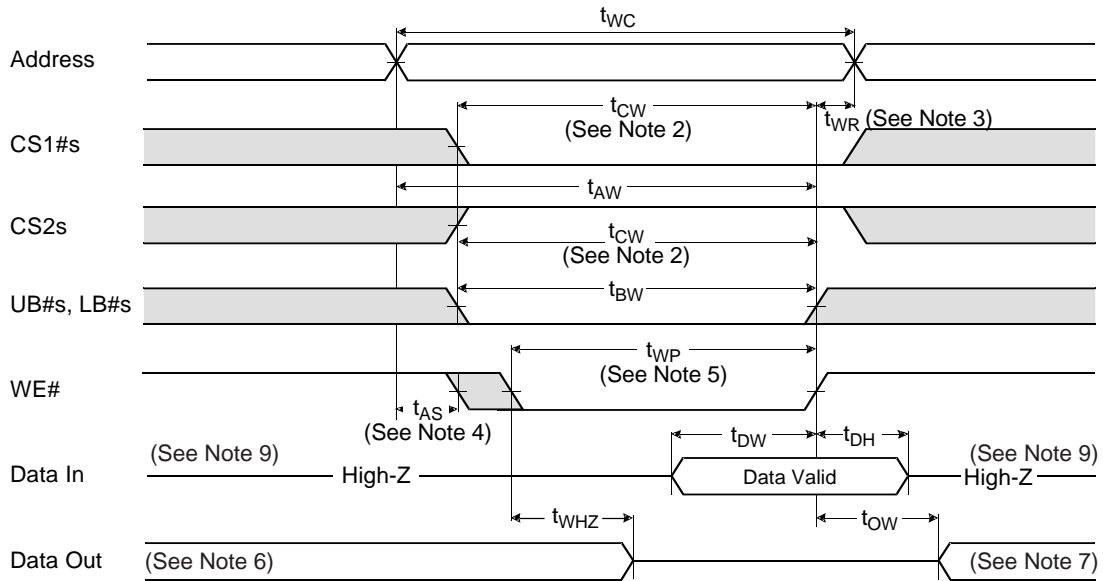 tWC
Address
tCW
(See Note 2)
tWR (See Note 3)
CS1#s
tAW
CS2s
tCW
(See Note 2)
UB#s, LB#s
tBW
tWP
(See Note 5)
WE#
tAS
(See Note 4)
tDW
tDH
(See Note 9)
(See Note 9)
Data In
High-Z
Data Valid
High-Z
tWHZ
tOW
Data Out
(See Note 6)
(See Note 7)